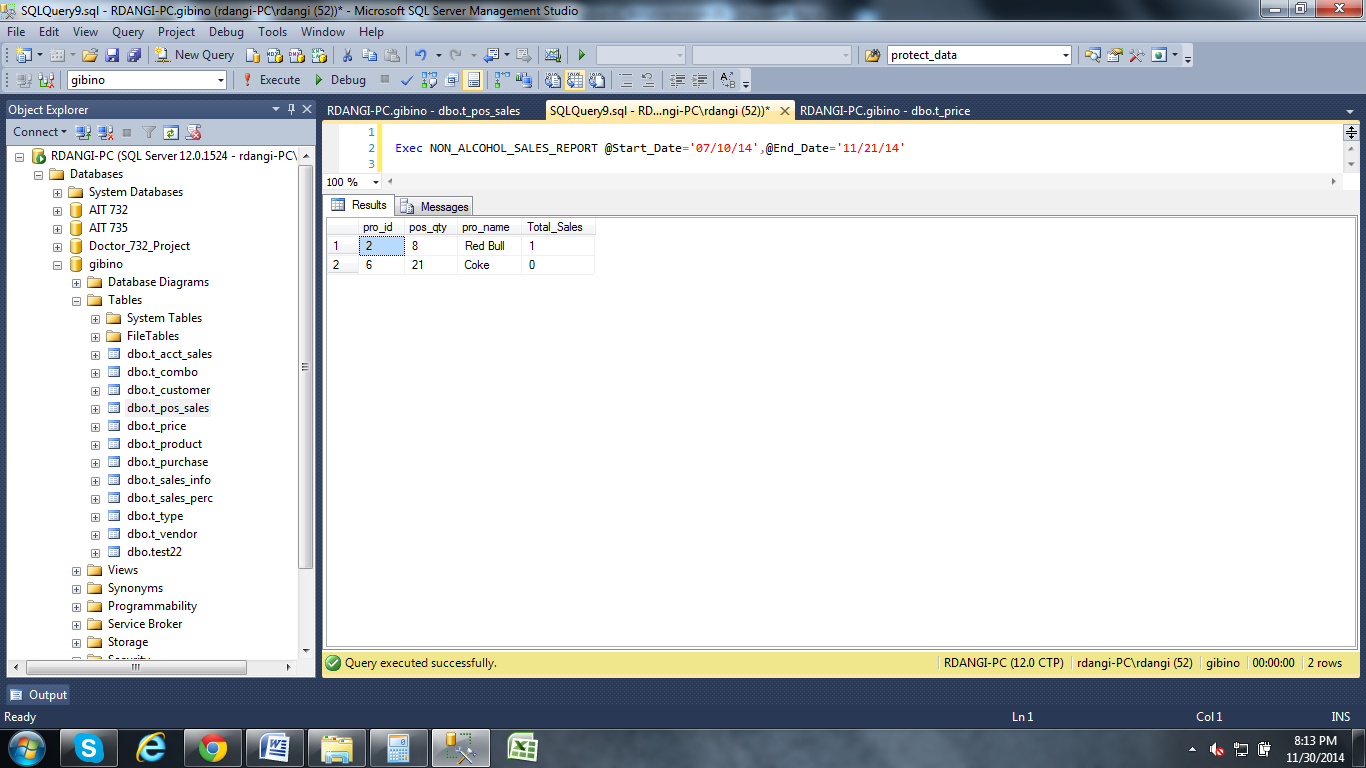 SQLQuery9.sql - RDANGI-PC.gibino (rdangi-PC\rdangi (52))* - Microsoft SQL Server Management Studio
File Edit View Query Project Debug Tools Window Help
New Query protect_data
gibino Execute Debug
Object Explorer
Connect
RDANGI-PC (SQL Server 12.0.1524 - rdangi-PC\
Databases
System Databases
AIT 732
AIT 735
Doctor_732_Project
gibino
Database Diagrams
Tables
System Tables
FileTables
dbo.t_acct_sales
dbo.t_combo
dbo.t_customer
dbo.t_pos_sales
dbo.t_price
dbo.t_product
dbo.t_purchase
dbo.t_sales_info
dbo.t_sales_perc
dbo.t_type
dbo.t_vendor
dbo.test22
Views
Synonyms
Programmability
Service Broker
Storage
Security
RDANGI-PC.gibino - dbo.t_pos_sales SQLQuery9.sql - RD...ngi-PC\rdangi (52))* RDANGI-PC.gibino - dbo.t_price
1
2 Exec NON_ALCOHOL_SALES_REPORT @Start_Date='07/10/14',@End_Date='11/21/14'
3
100 %
Results Messages
pro_id pos_qty pro_name Total_Sales
1 2 8 Red Bull 1
2 6 21 Coke 0
Query executed successfully. RDANGI-PC (12.0 CTP) rdangi-PC\rdangi (52) gibino 00:00:00 2 rows
Output
Ready Ln 1 Col 1 INS
8:13 PM
11/30/2014